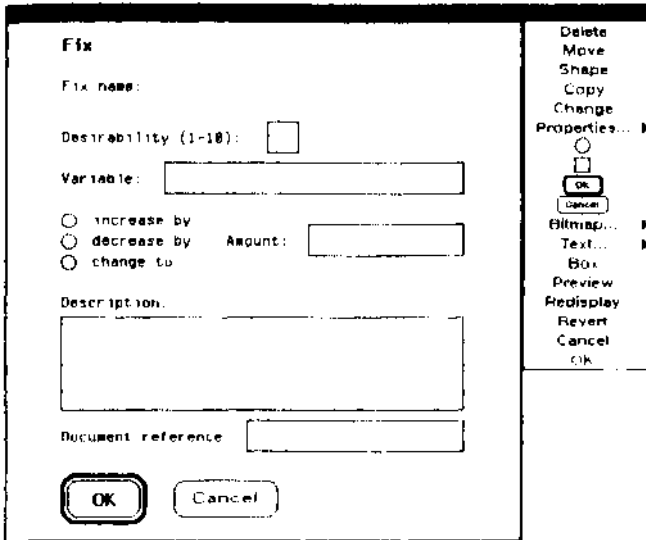 Fix
Fix name:
Desirability (1-10):
Variable:
increase by
decrease by Amount:
change to
Description:
Document reference
OK Cancel
Delete
Move
Shape
Copy
Change
Properties...
OK
Cancel
Bitmap...
Text...
Box
Preview
Redisplay
Revert
Cancel
OK